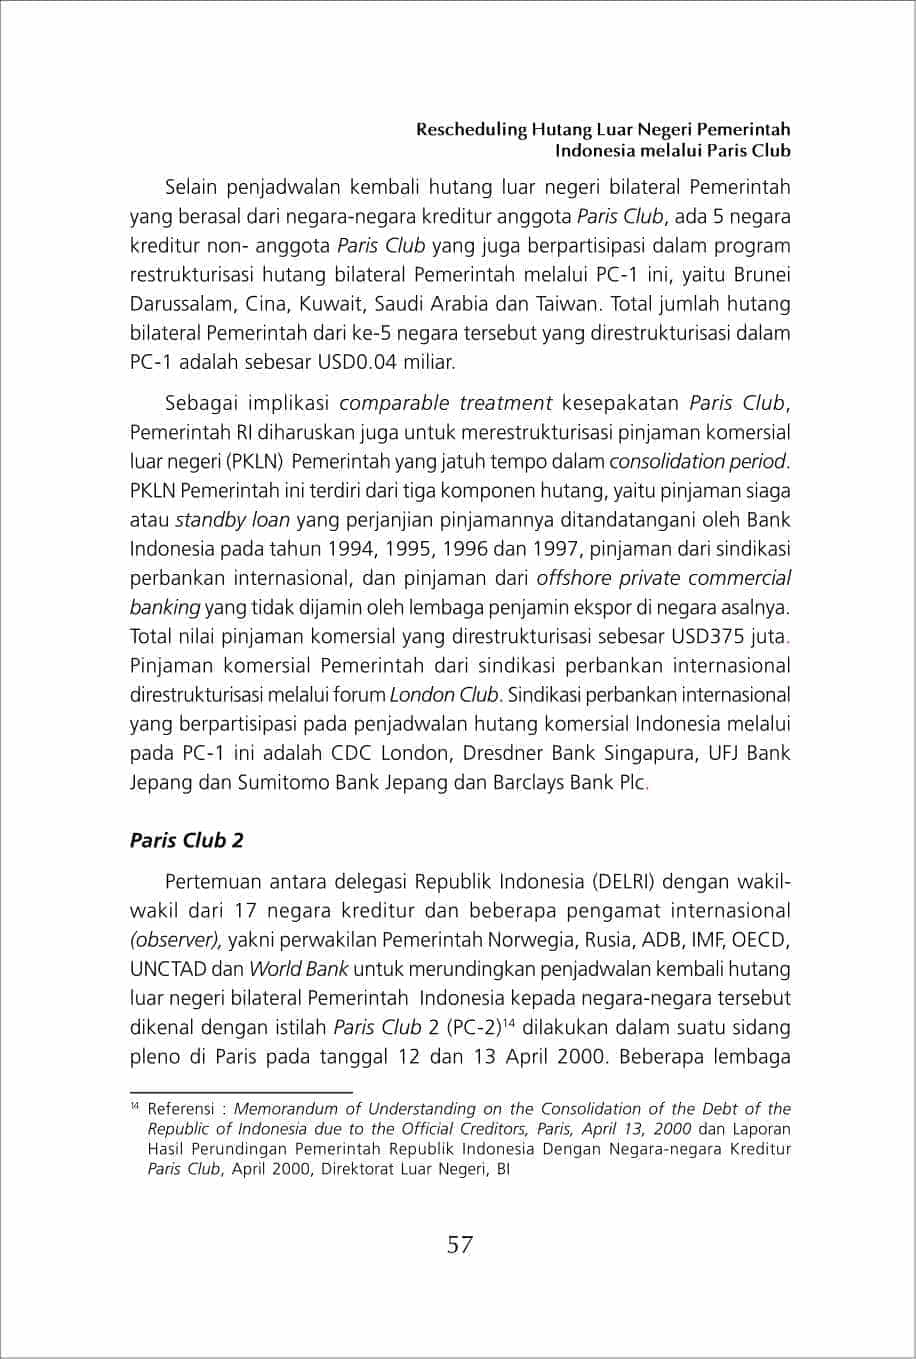 Rescheduling Hutang Luar Negeri Pemerintah
Indonesia melalui Paris Club
Selain penjadwalan kembali hutang luar negeri bilateral Pemerintah
yang berasal dari negara-negara kreditur anggota Paris Club, ada 5 negara
kreditur non- anggota Paris Club yang juga berpartisipasi dalam program
restrukturisasi hutang bilateral Pemerintah melalui PC-1 ini, yaitu Brunei
Darussalam, Cina, Kuwait, Saudi Arabia dan Taiwan. Total jumlah hutang
bilateral Pemerintah dari ke-5 negara tersebut yang direstrukturisasi dalam
PC-1 adalah sebesar USD0.04 miliar.
Sebagai implikasi comparable treatment kesepakatan Paris Club,
Pemerintah RI diharuskan juga untuk merestrukturisasi pinjaman komersial
luar negeri (PKLN) Pemerintah yang jatuh tempo dalam consolidation period.
PKLN Pemerintah ini terdiri dari tiga komponen hutang, yaitu pinjaman siaga
atau standby loan yang perjanjian pinjamannya ditandatangani oleh Bank
Indonesia pada tahun 1994, 1995, 1996 dan 1997, pinjaman dari sindikasi
perbankan internasional, dan pinjaman dari offshore private commercial
banking yang tidak dijamin oleh lembaga penjamin ekspor di negara asalnya.
Total nilai pinjaman komersial yang direstrukturisasi sebesar USD375 juta.
Pinjaman komersial Pemerintah dari sindikasi perbankan internasional
direstrukturisasi melalui forum London Club. Sindikasi perbankan internasional
yang berpartisipasi pada penjadwalan hutang komersial Indonesia melalui
pada PC-1 ini adalah CDC London, Dresdner Bank Singapura, UFJ Bank
Jepang dan Sumitomo Bank Jepang dan Barclays Bank Plc.
Paris Club 2
Pertemuan antara delegasi Republik Indonesia (DELRI) dengan wakil-
wakil dari 17 negara kreditur dan beberapa pengamat internasional
(observer), yakni perwakilan Pemerintah Norwegia, Rusia, ADB, IMF, OECD,
UNCTAD dan World Bank untuk merundingkan penjadwalan kembali hutang
luar negeri bilateral Pemerintah Indonesia kepada negara-negara tersebut
dikenal dengan istilah Paris Club 2 (PC-2)14 dilakukan dalam suatu sidang
pleno di Paris pada tanggal 12 dan 13 April 2000. Beberapa lembaga
14 Referensi : Memorandum of Understanding on the Consolidation of the Debt of the
Republic of Indonesia due to the Official Creditors, Paris, April 13, 2000 dan Laporan
Hasil Perundingan Pemerintah Republik Indonesia Dengan Negara-negara Kreditur
Paris Club, April 2000, Direktorat Luar Negeri, BI
57